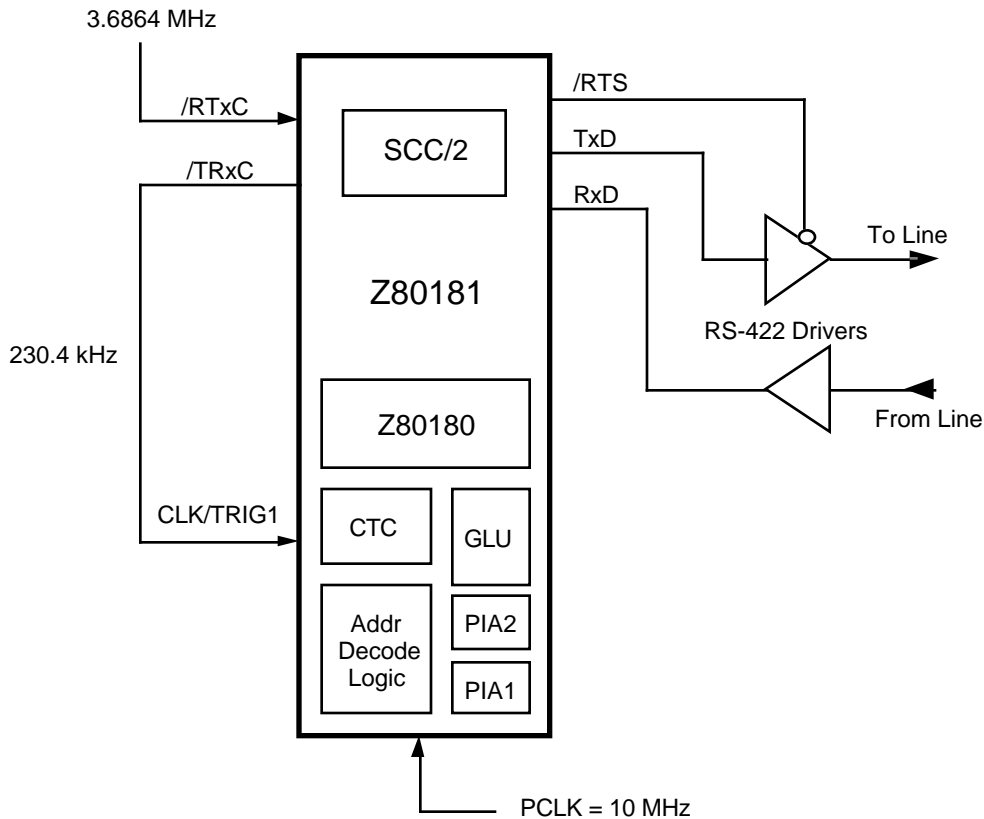 3.6864 MHz
/RTxC
/TRxC
230.4 kHz
CLK/TRIG1
SCC/2
Z80181
Z80180
CTC
GLU
Addr
Decode
Logic
PIA2
PIA1
/RTS
TxD
RxD
To Line
RS-422 Drivers
From Line
PCLK = 10 MHz